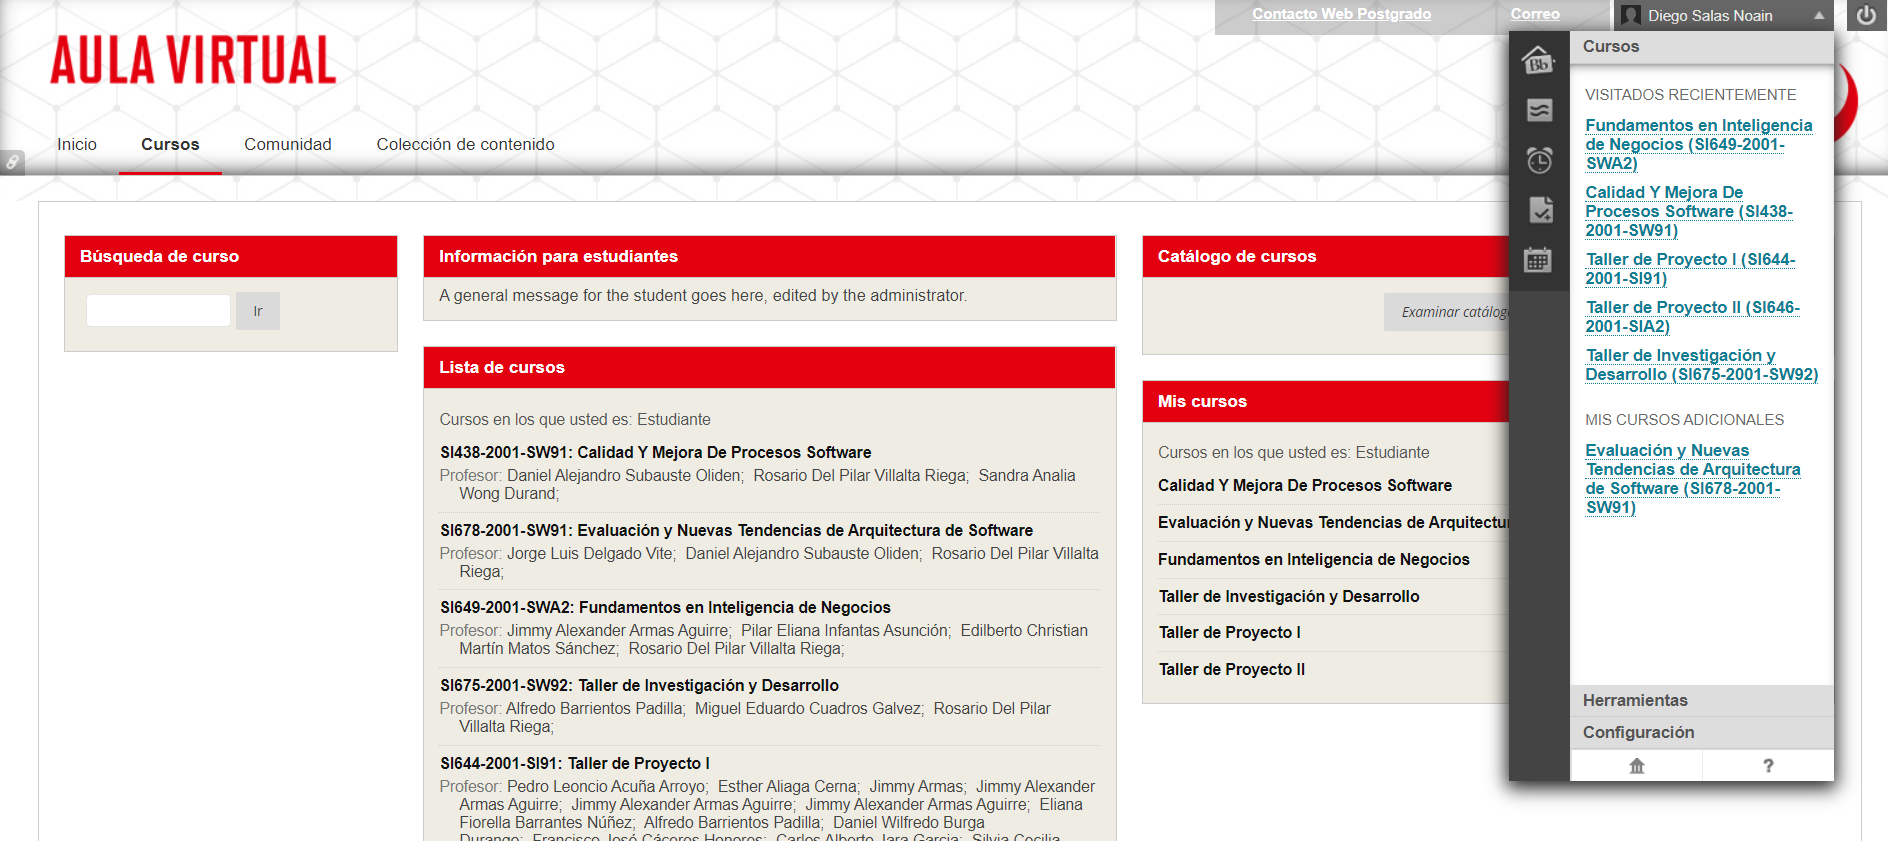 Contacto Web Postgrado
Correo
Diego Salas Noain
AULA VIRTUAL
Inicio
Cursos
Comunidad
Colección de contenido
Búsqueda de curso
Ir
Información para estudiantes
A general message for the student goes here, edited by the administrator.
Lista de cursos
Cursos en los que usted es: Estudiante
SI438-2001-SW91: Calidad Y Mejora De Procesos Software
Profesor: Daniel Alejandro Subauste Oliden; Rosario Del Pilar Villalta Riega; Sandra Analia
Wong Durand;
SI678-2001-SW91: Evaluación y Nuevas Tendencias de Arquitectura de Software
Profesor: Jorge Luis Delgado Vite; Daniel Alejandro Subauste Oliden; Rosario Del Pilar Villalta
Riega;
SI649-2001-SWA2: Fundamentos en Inteligencia de Negocios
Profesor: Jimmy Alexander Armas Aguirre; Pilar Eliana Infantas Asunción; Edilberto Christian
Martín Matos Sánchez; Rosario Del Pilar Villalta Riega;
SI675-2001-SW92: Taller de Investigación y Desarrollo
Profesor: Alfredo Barrientos Padilla; Miguel Eduardo Cuadros Galvez; Rosario Del Pilar
Villalta Riega;
SI644-2001-SI91: Taller de Proyecto I
Profesor: Pedro Leoncio Acuña Arroyo; Esther Aliaga Cerna; Jimmy Armas; Jimmy Alexander
Armas Aguirre; Jimmy Alexander Armas Aguirre; Jimmy Alexander Armas Aguirre; Eliana
Fiorella Barrantes Núñez; Alfredo Barrientos Padilla; Daniel Wilfredo Burga
Durango; Francisco José Cáceres Honores; Carlos Alberto Jara Garcia; Silvia Cecilia
Catálogo de cursos
Examinar catálogo
Mis cursos
Cursos en los que usted es: Estudiante
Calidad Y Mejora De Procesos Software
Evaluación y Nuevas Tendencias de Arquitectu
Fundamentos en Inteligencia de Negocios
Taller de Investigación y Desarrollo
Taller de Proyecto I
Taller de Proyecto II
Bb
Cursos
VISITADOS RECIENTEMENTE
Fundamentos en Inteligencia
de Negocios (SI649-2001-
SWA2)
Calidad Y Mejora De
Procesos Software (SI438-
2001-SW91)
Taller de Proyecto I (SI644-
2001-SI91)
Taller de Proyecto II (SI646-
2001-SIA2)
Taller de Investigación y
Desarrollo (SI675-2001-SW92)
MIS CURSOS ADICIONALES
Evaluación y Nuevas
Tendencias de Arquitectura
de Software (SI678-2001-
SW91)
Herramientas
Configuración
?